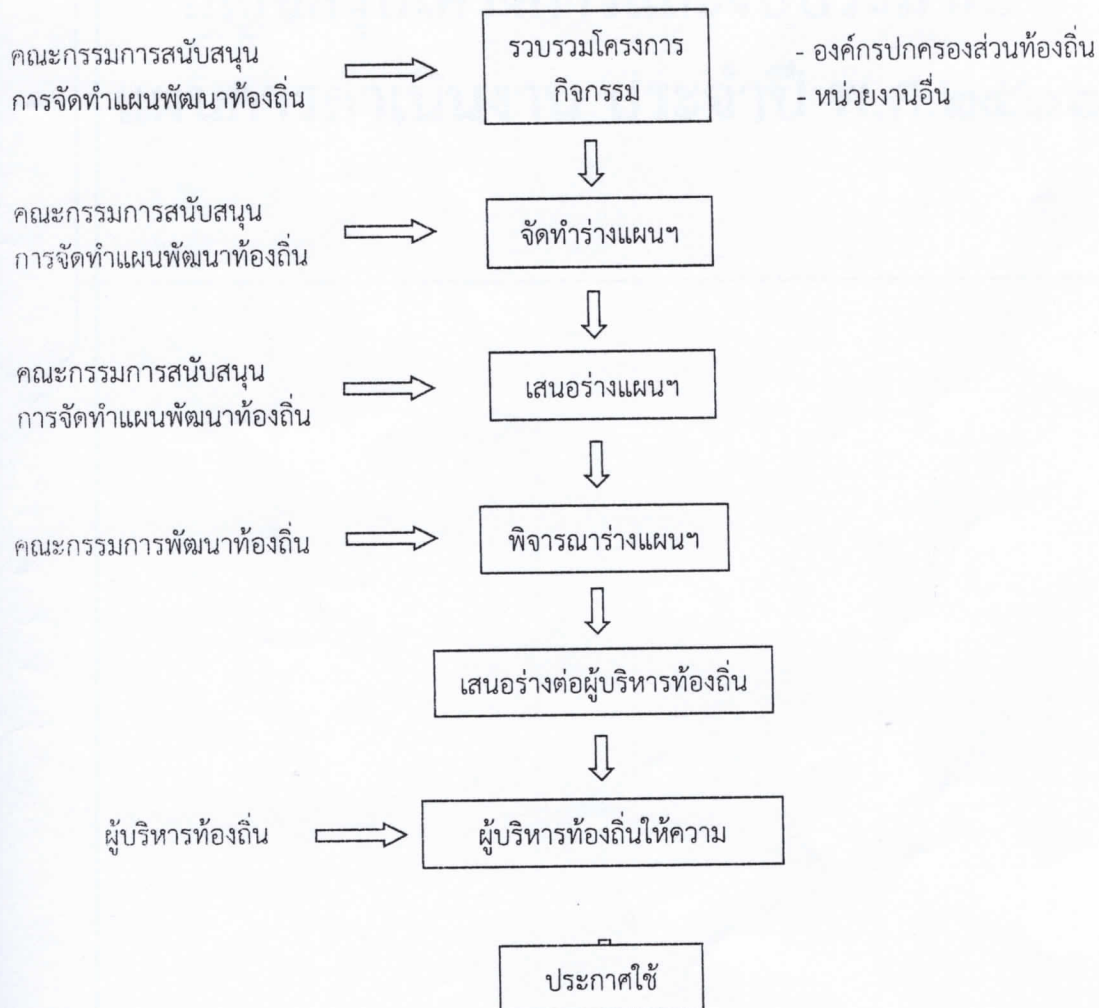 คณะกรรมการสนับสนุน
การจัดทำแผนพัฒนาท้องถิ่น
รวบรวมโครงการ
กิจกรรม
- องค์กรปกครองส่วนท้องถิ่น
- หน่วยงานอื่น
คณะกรรมการสนับสนุน
การจัดทำแผนพัฒนาท้องถิ่น
จัดทำร่างแผนฯ
คณะกรรมการสนับสนุน
การจัดทำแผนพัฒนาท้องถิ่น
เสนอร่างแผนฯ
คณะกรรมการพัฒนาท้องถิ่น
พิจารณาร่างแผนฯ
เสนอร่างต่อผู้บริหารท้องถิ่น
ผู้บริหารท้องถิ่น
ผู้บริหารท้องถิ่นให้ความ
ประกาศใช้